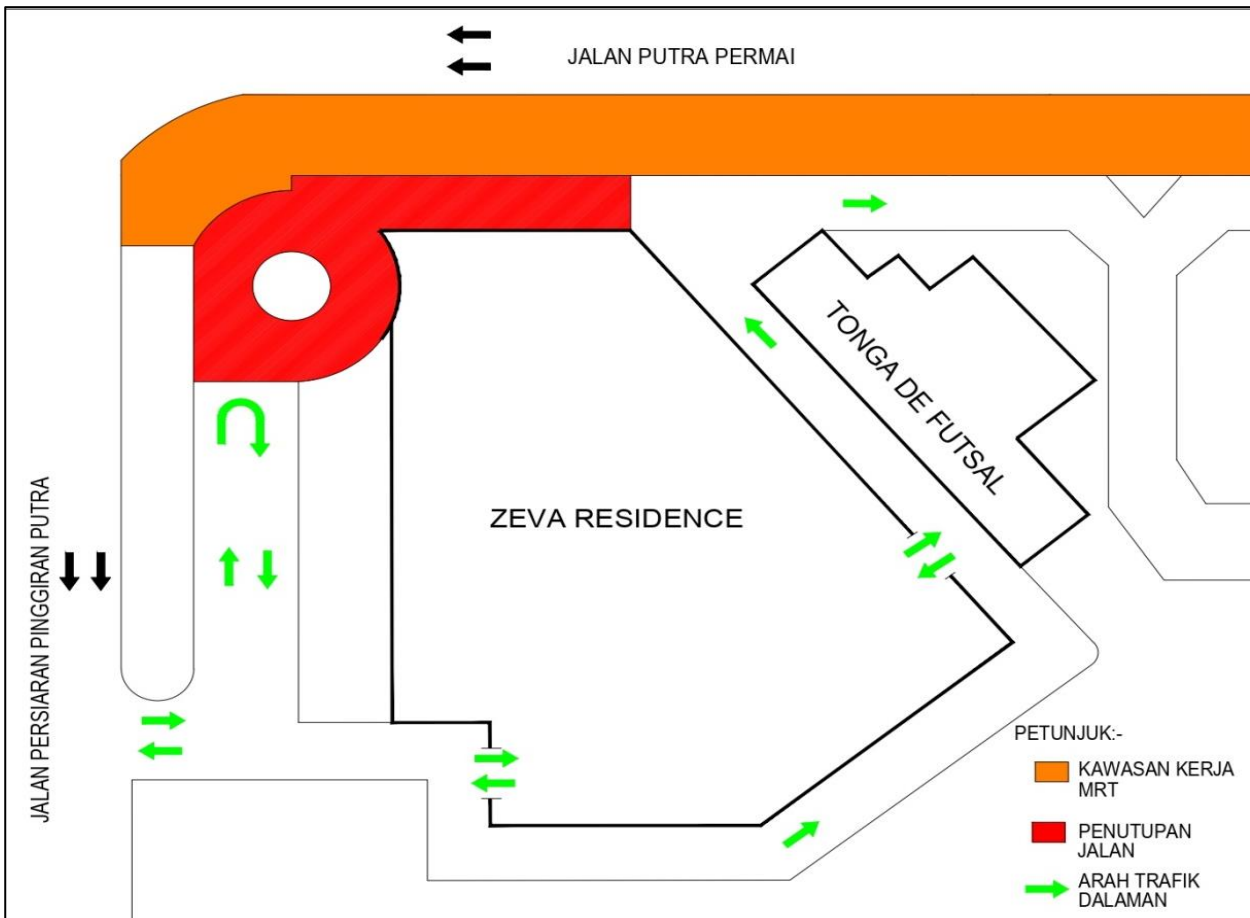 JALAN PUTRA PERMAI
TONGA DE FUTSAL
ZEVA RESIDENCE
JALAN PERSIARAN PINGGIRAN PUTRA
PETUNJUK:-
KAWASAN KERJA
MRT
PENUTUPAN
JALAN
ARAH TRAFIK
DALAMAN